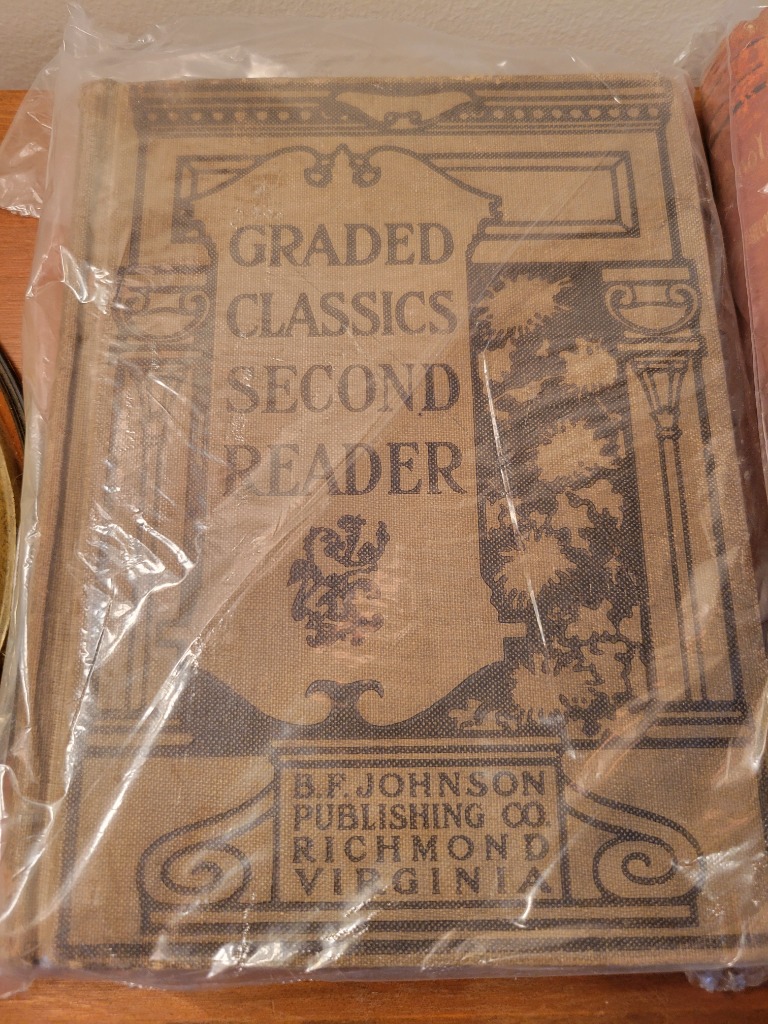 GRADED
CLASSICS
SECOND
READER
B.F. JOHNSON
PUBLISHING CO.
RICHMOND
VIRGINIA